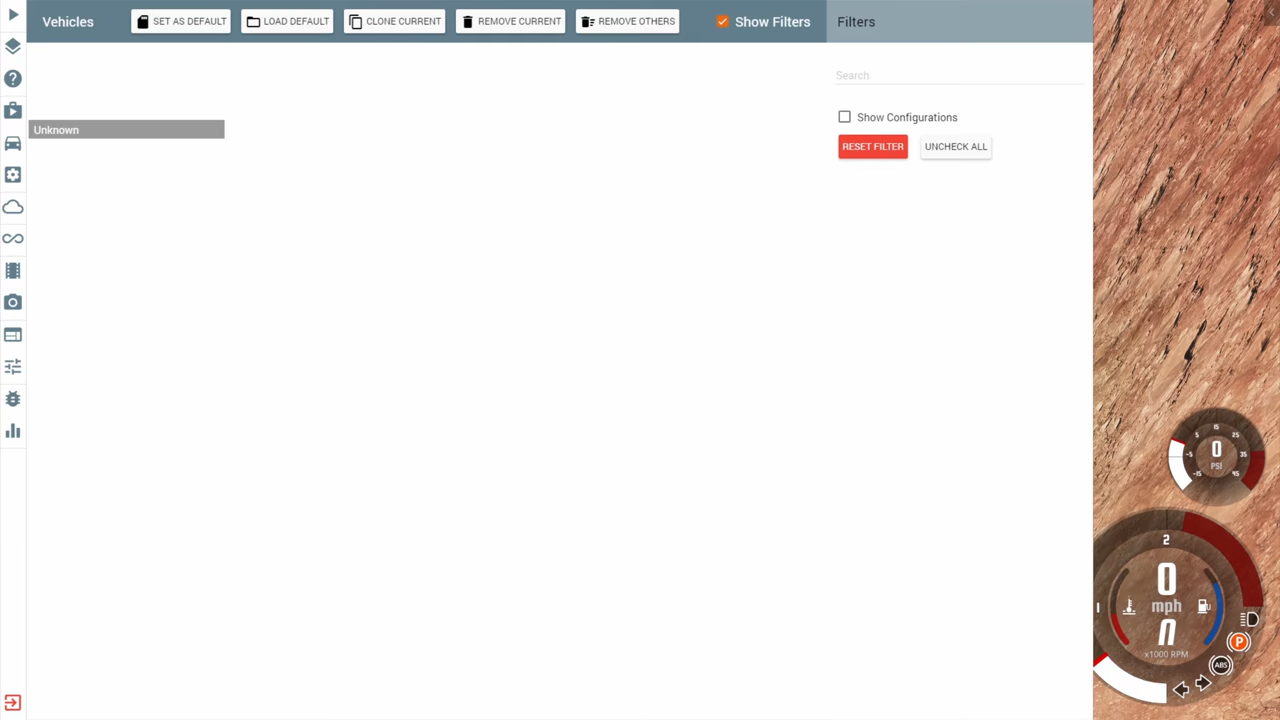 Vehicles
SET AS DEFAULT
LOAD DEFAULT
CLONE CURRENT
REMOVE CURRENT
REMOVE OTHERS
Show Filters
Filters
Search
Show Configurations
RESET FILTER
UNCHECK ALL
Unknown
15
5
25
-5
35
0
PSI
-15
45
2
0
1
mph
n
x1000 RPM
P
ABS